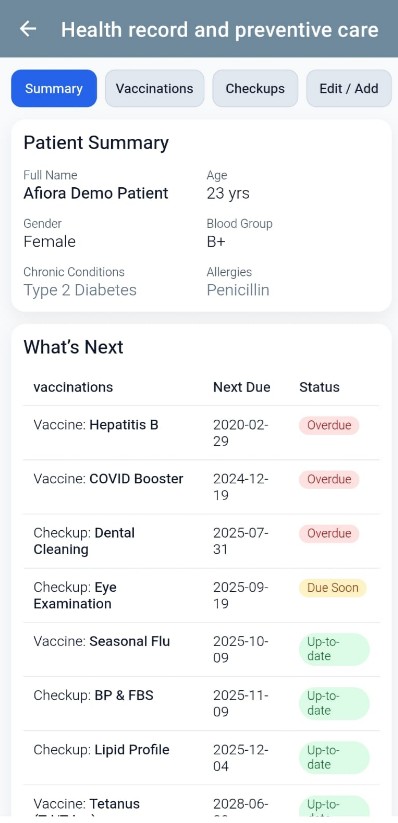 Health record and preventive care
Summary Vaccinations Checkups Edit / Add
Patient Summary
Full Name Age
Afiora Demo Patient 23 yrs
Gender Blood Group
Female B+
Chronic Conditions Allergies
Type 2 Diabetes Penicillin
What's Next
vaccinations Next Due Status
Vaccine: Hepatitis B 2020-02- Overdue
29
Vaccine: COVID Booster 2024-12- Overdue
19
Checkup: Dental 2025-07- Overdue
Cleaning 31
Checkup: Eye 2025-09- Due Soon
Examination 19
Vaccine: Seasonal Flu 2025-10- Up-to-
09 date
Checkup: BP & FBS 2025-11- Up-to-
09 date
Checkup: Lipid Profile 2025-12- Up-to-
04 date
Vaccine: Tetanus 2028-06- Up-to-